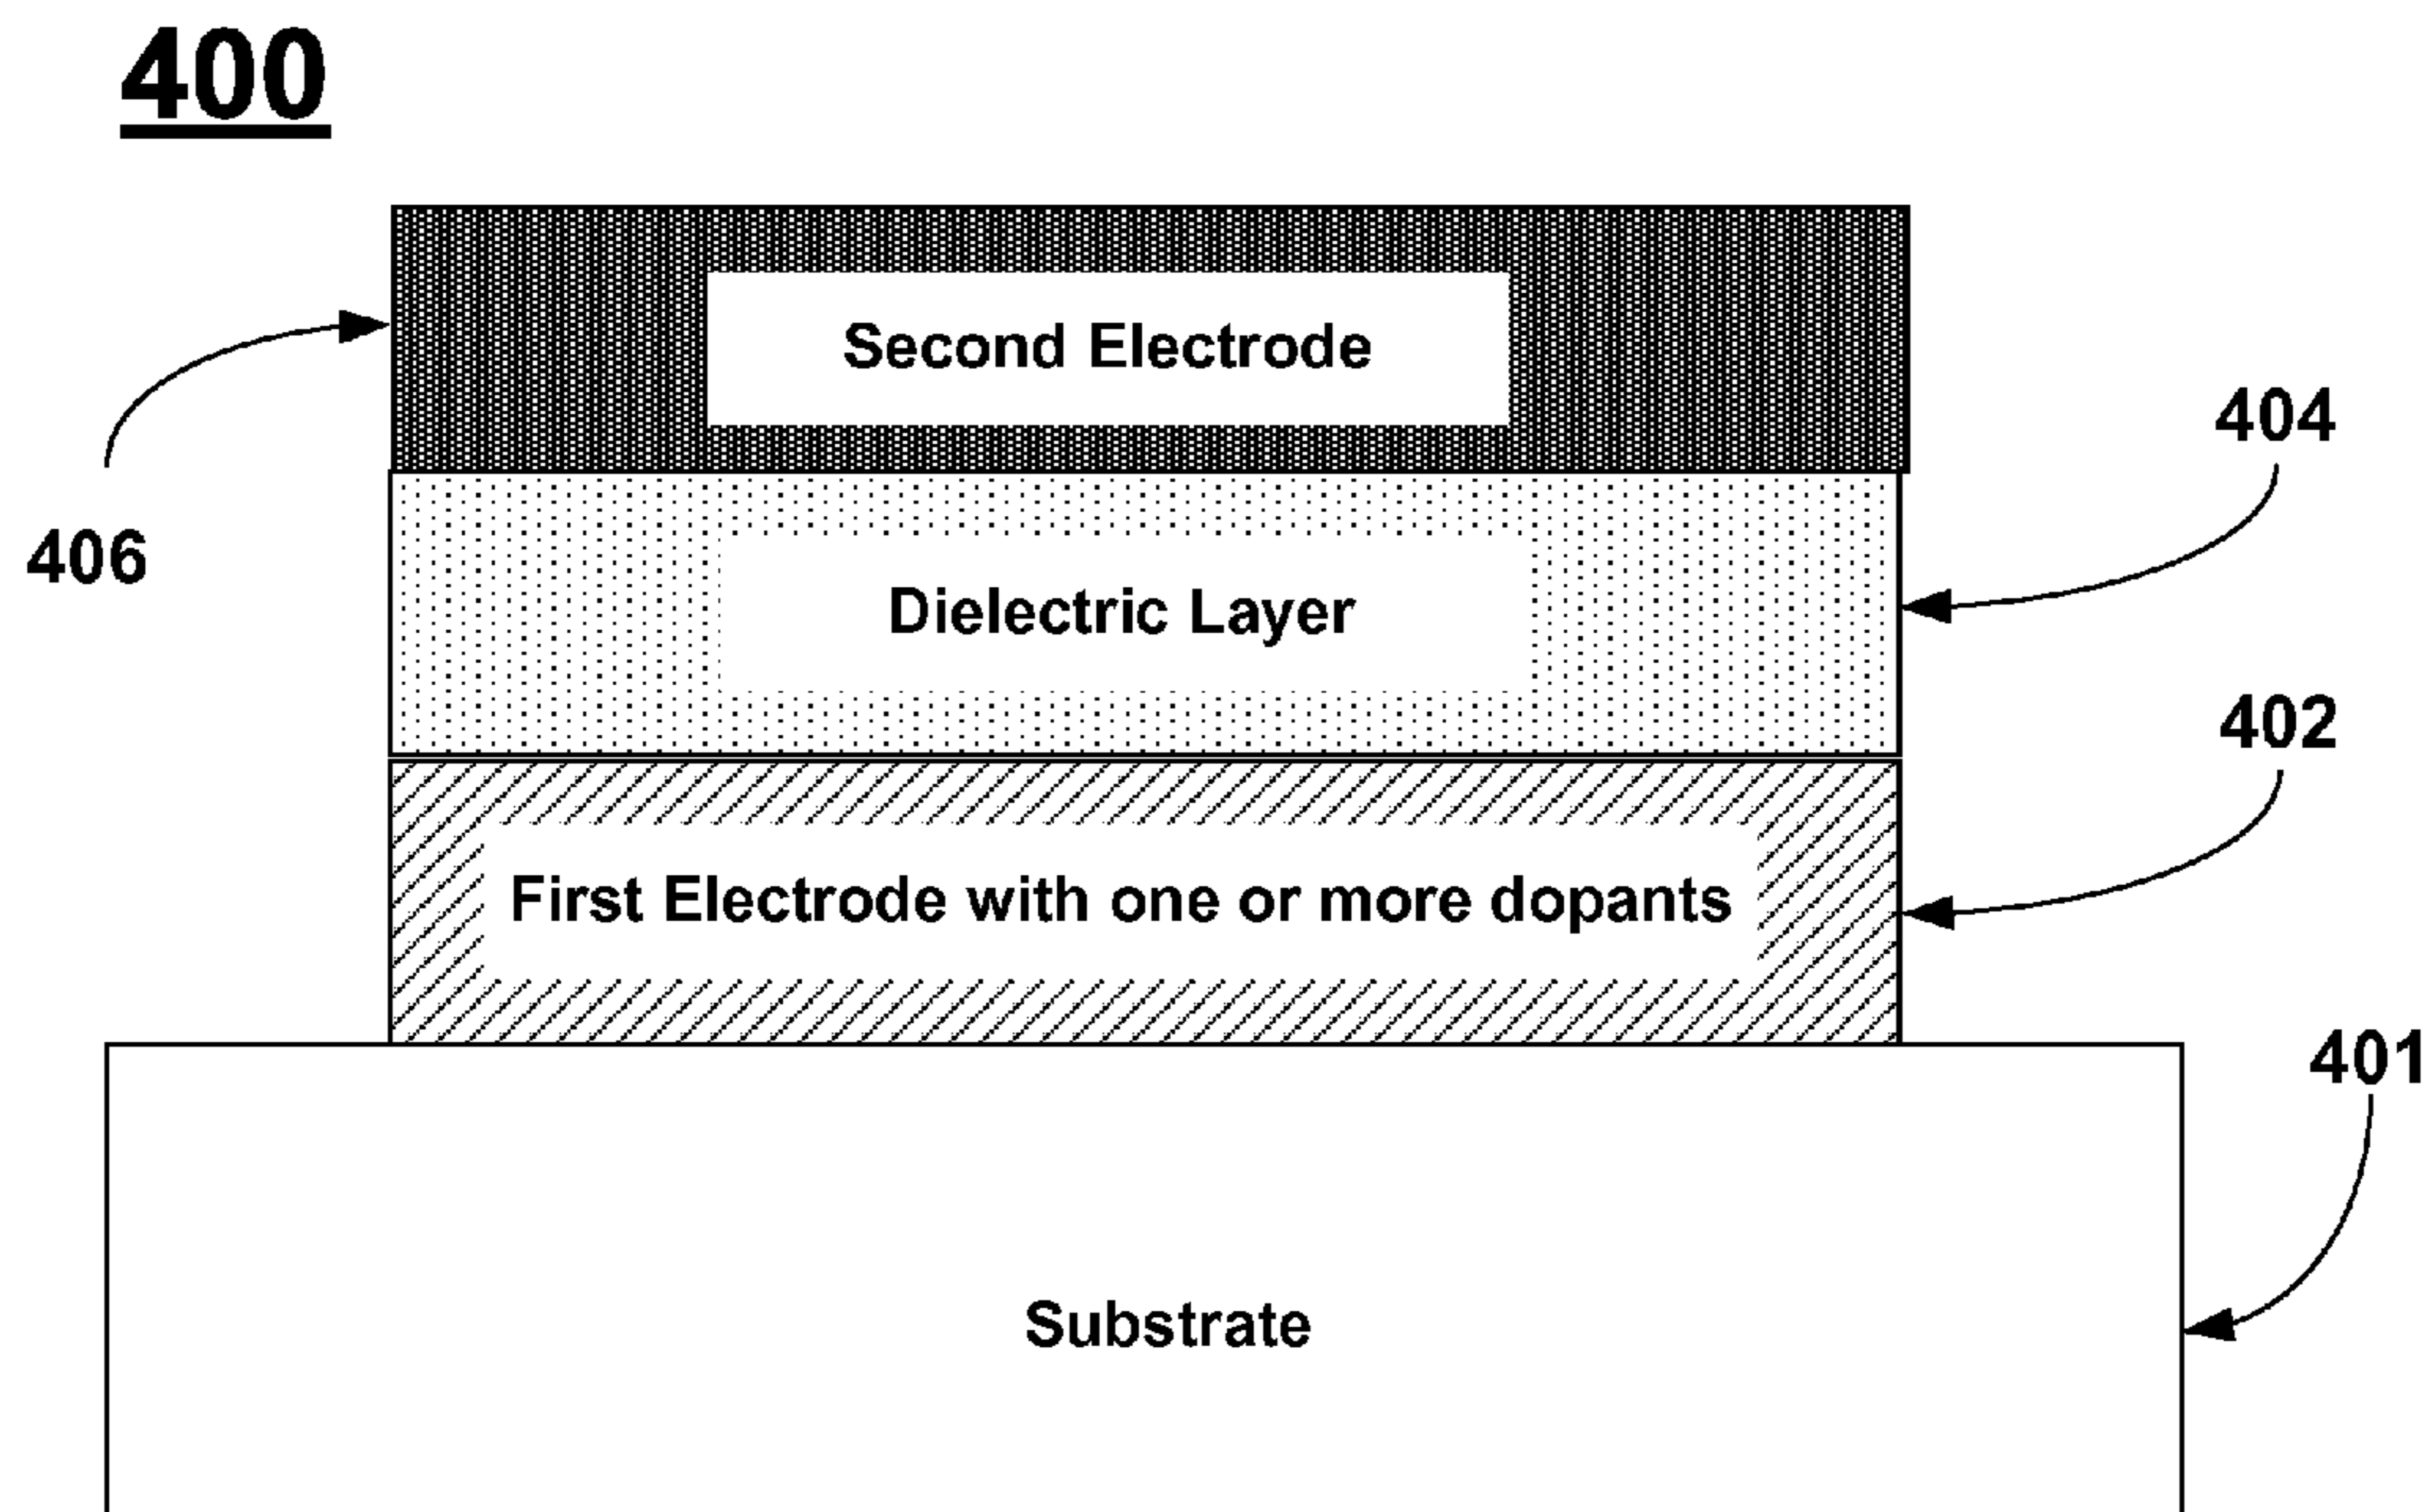 400
Second Electrode
404
406
Dielectric Layer
402
First Electrode with one or more dopants
401
Substrate